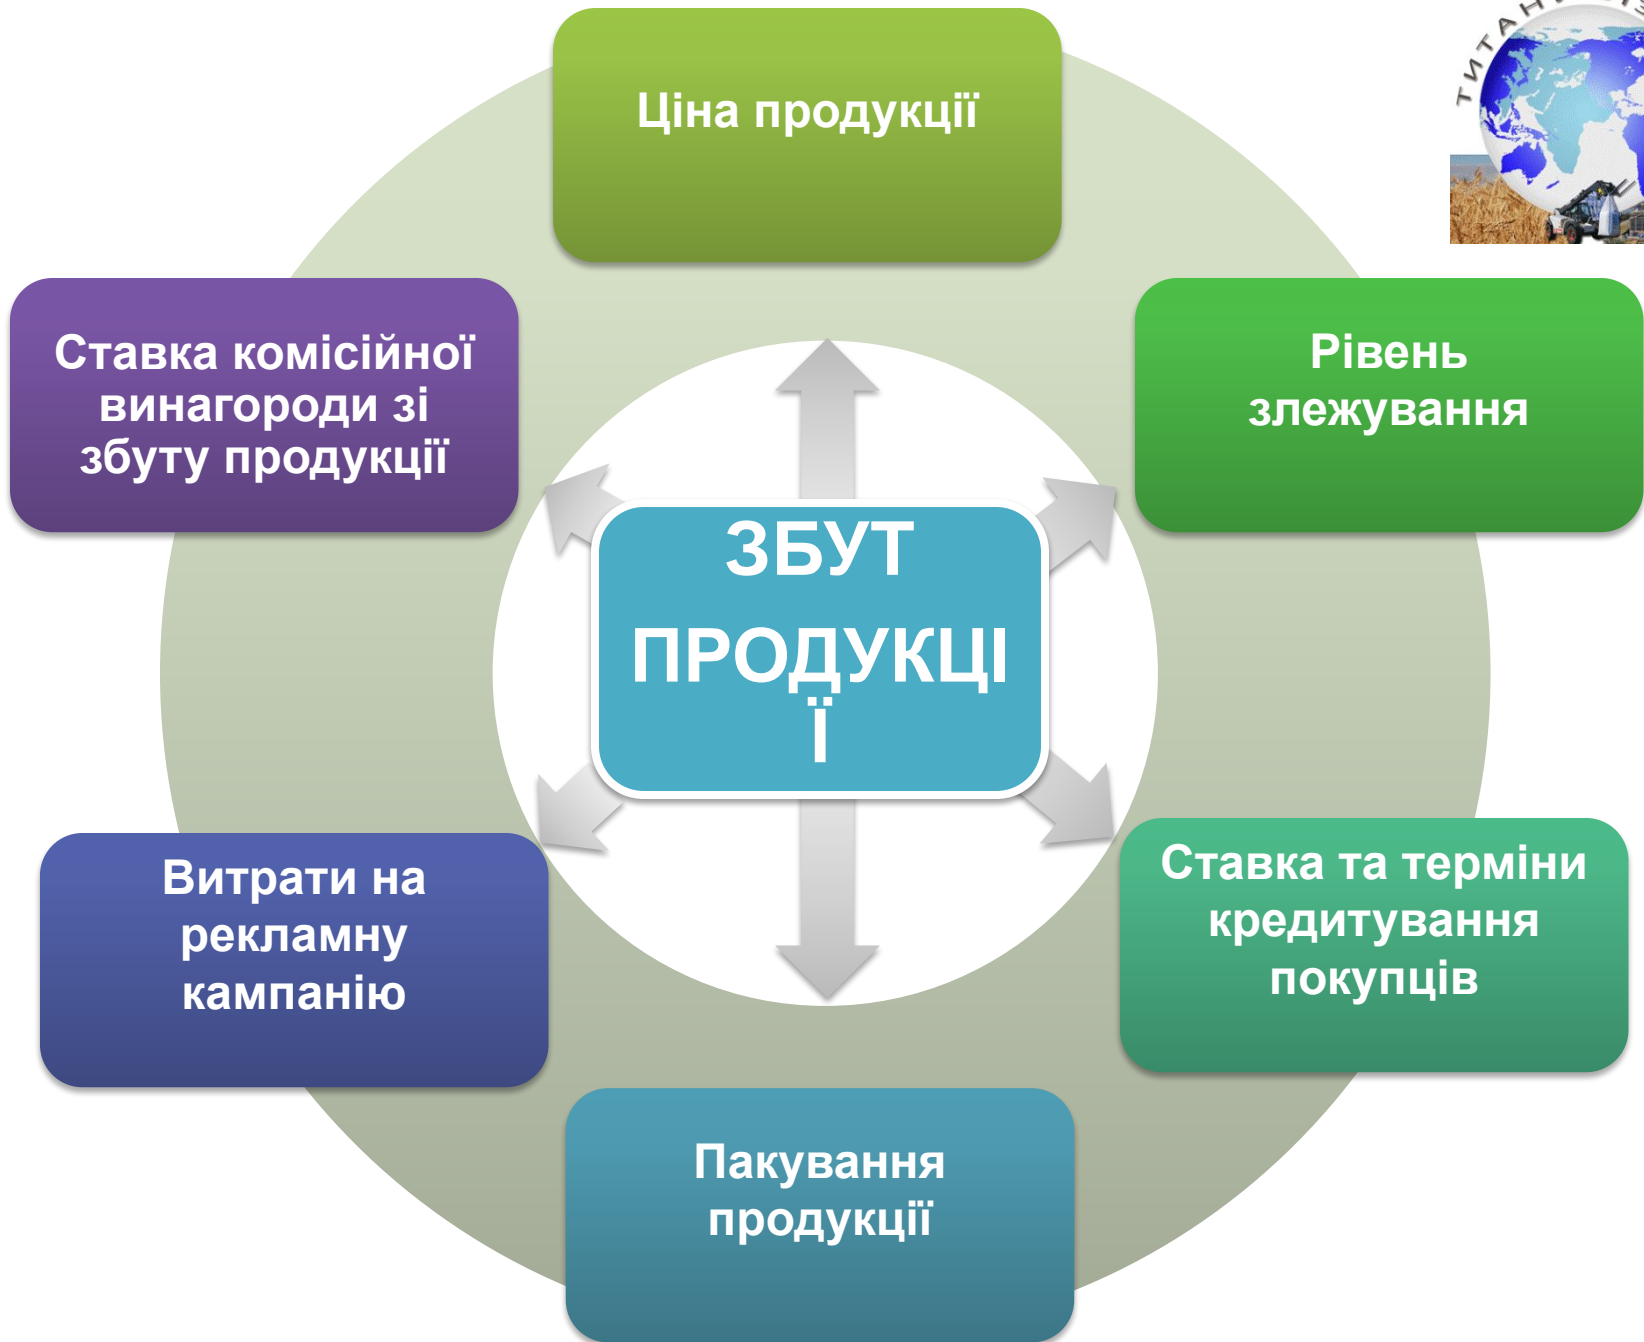 Ціна продукції
ТИТАНИ
Ставка комісійної
винагороди зі
збуту продукції
Рівень
злежування
ЗБУТ
ПРОДУКЦІ
Ї
Витрати на
рекламну
кампанію
Ставка та терміни
кредитування
покупців
Пакування
продукції